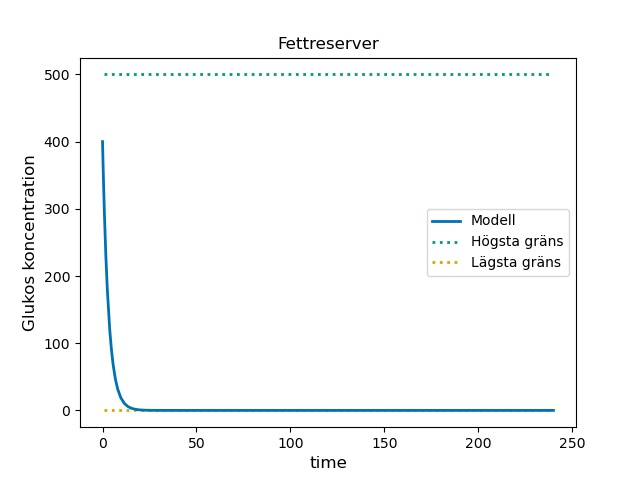 Fettreserver
Glukos koncentration
500
400
300
200
100
0
Modell
Högsta gräns
Lägsta gräns
0 50 100 150 200 250
time